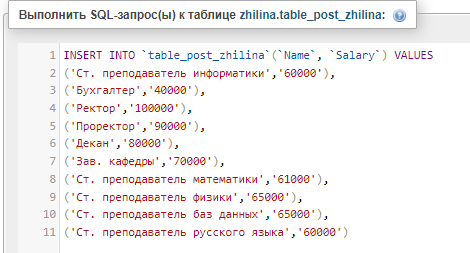 Выполнить SQL-запрос(ы) к таблице zhilina.table_post_zhilina:
1 INSERT INTO `table_post_zhilina`(`Name`, `Salary`) VALUES
2 ('Ст. преподаватель информатики','60000'),
3 ('Бухгалтер','40000'),
4 ('Ректор','100000'),
5 ('Проректор','90000'),
6 ('Декан','80000'),
7 ('Зав. кафедры','70000'),
8 ('Ст. преподаватель математики','61000'),
9 ('Ст. преподаватель физики','65000'),
10 ('Ст. преподаватель баз данных','65000'),
11 ('Ст. преподаватель русского языка','60000')